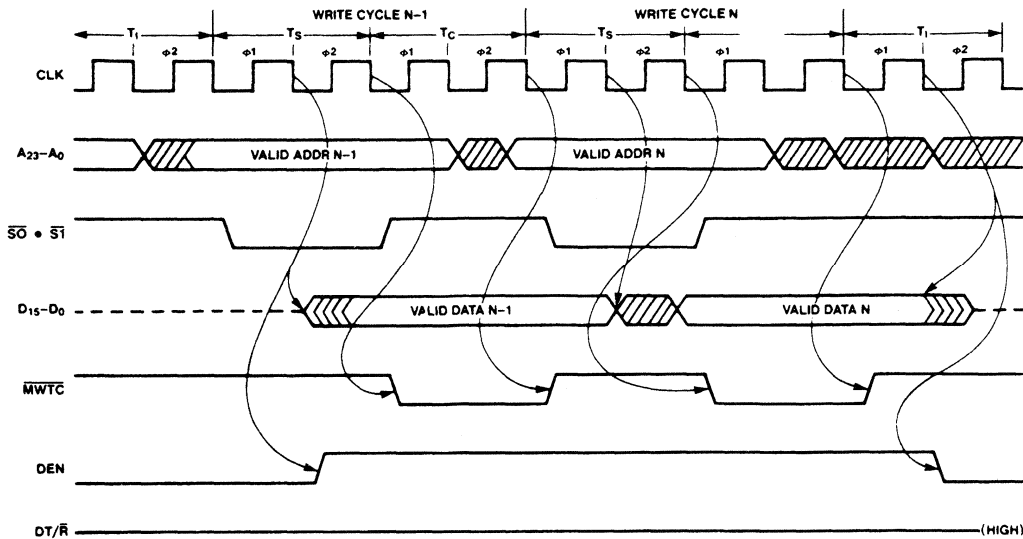 WRITE CYCLE N-1 WRITE CYCLE N
TI TS TC TS TI
Φ2 Φ1 Φ2 Φ1 Φ2 Φ1 Φ2 Φ1 Φ1 Φ2
CLK
A23–A0 VALID ADDR N-1 VALID ADDR N
S0 • S1
D15–D0 VALID DATA N-1 VALID DATA N
MWTC
DEN
DT/R (HIGH)